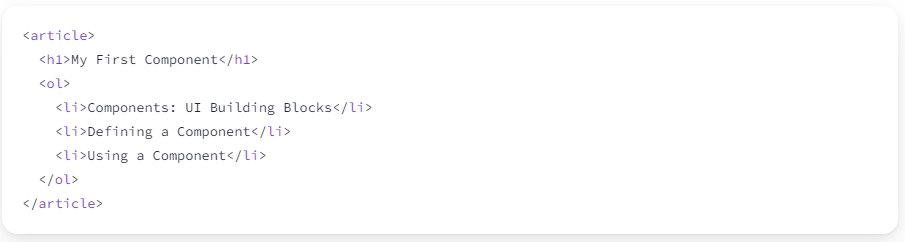 <article>
  <h1>My First Component</h1>
  <ol>
    <li>Components: UI Building Blocks</li>
    <li>Defining a Component</li>
    <li>Using a Component</li>
  </ol>
</article>